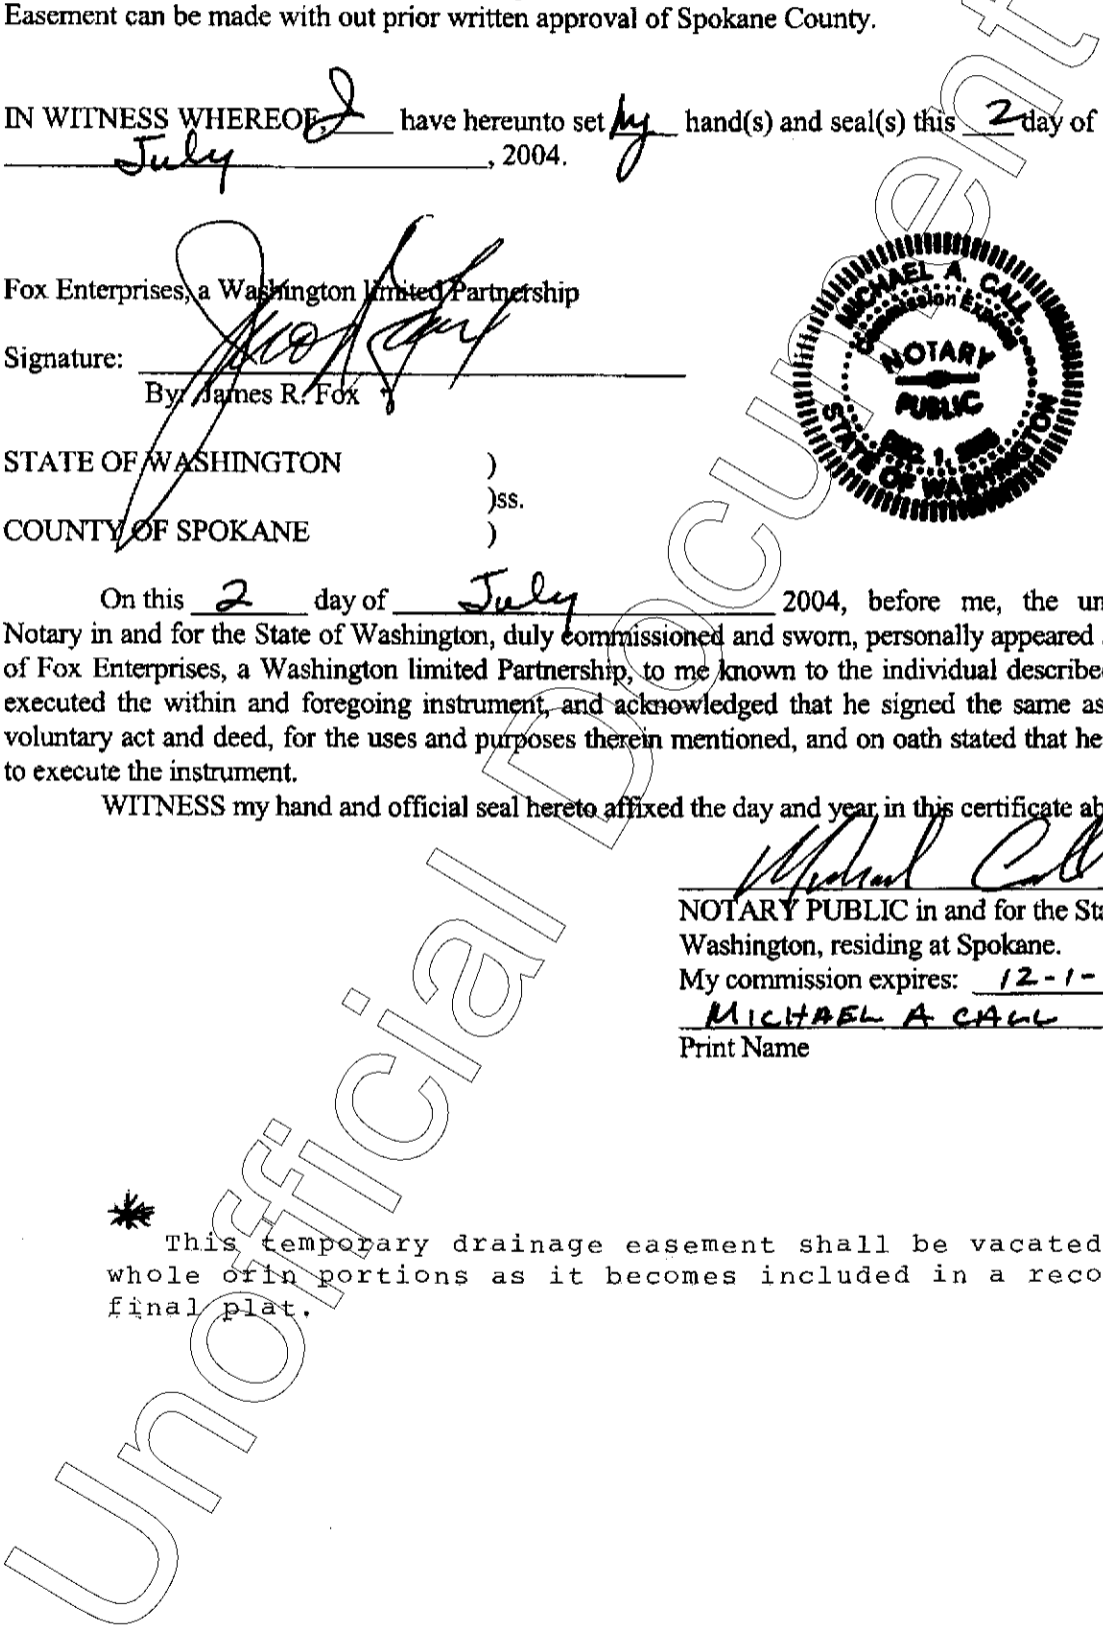 Easement can be made with out prior written approval of Spokane County.
IN WITNESS WHEREOF, I have hereunto set my hand(s) and seal(s) this 2 day of
July, 2004.
Fox Enterprises, a Washington limited Partnership
Signature:
By: James R. Fox
MICHAEL A. CALL
Commission Expires
NOTARY
PUBLIC
DEC. 1,
STATE OF WASHINGTON
STATE OF WASHINGTON )
)ss.
COUNTY OF SPOKANE )
On this 2 day of July 2004, before me, the un
Notary in and for the State of Washington, duly commissioned and sworn, personally appeared
of Fox Enterprises, a Washington limited Partnership, to me known to the individual describe
executed the within and foregoing instrument, and acknowledged that he signed the same as
voluntary act and deed, for the uses and purposes therein mentioned, and on oath stated that he
to execute the instrument.
WITNESS my hand and official seal hereto affixed the day and year in this certificate ab
Michael Call
NOTARY PUBLIC in and for the Sta
Washington, residing at Spokane.
My commission expires: 12-1-
MICHAEL A CALL
Print Name
* This temporary drainage easement shall be vacated
whole orin portions as it becomes included in a reco
final plat.
Unofficial Document